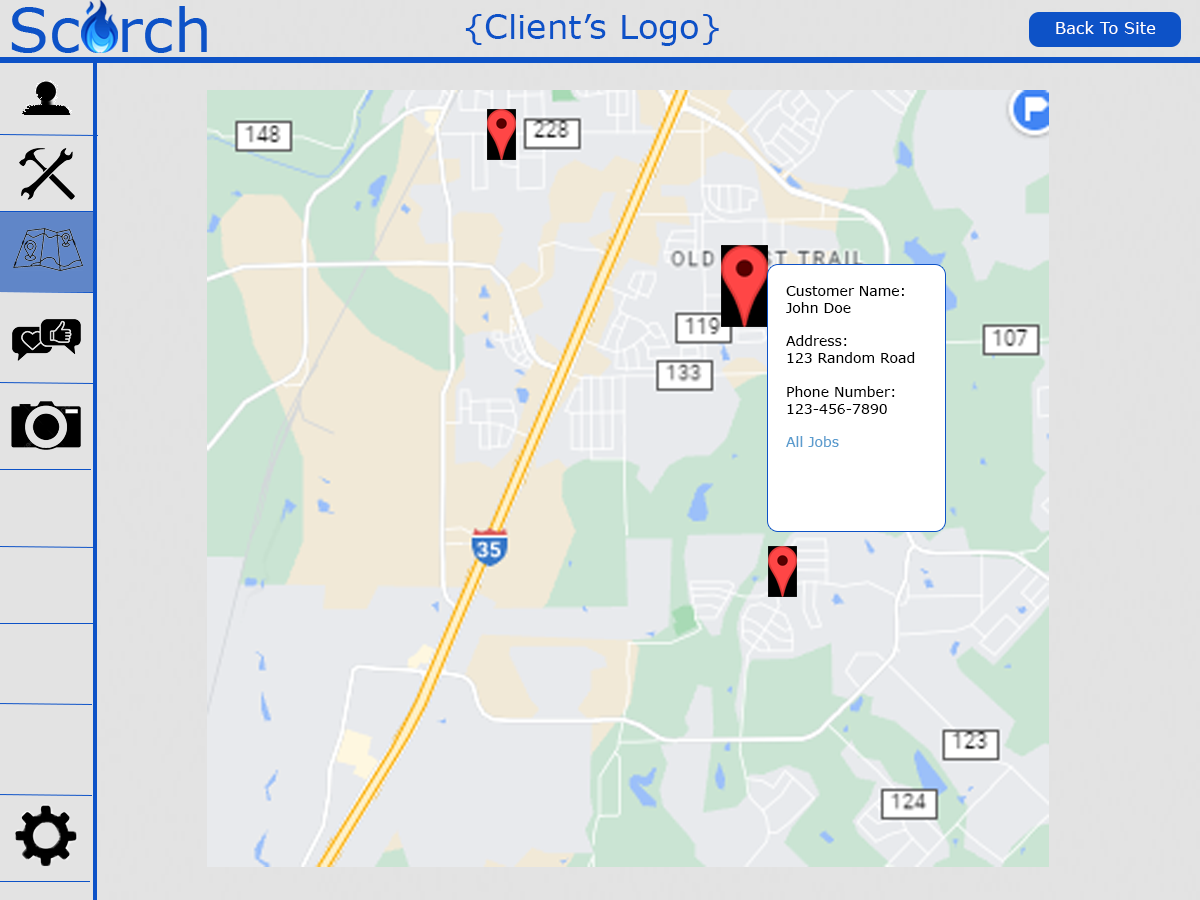 Scorch
{Client's Logo}
Back To Site
148
228
OLD
ST TRAIL
119
107
133
Customer Name:
John Doe
Address:
123 Random Road
Phone Number:
123-456-7890
All Jobs
35
123
124